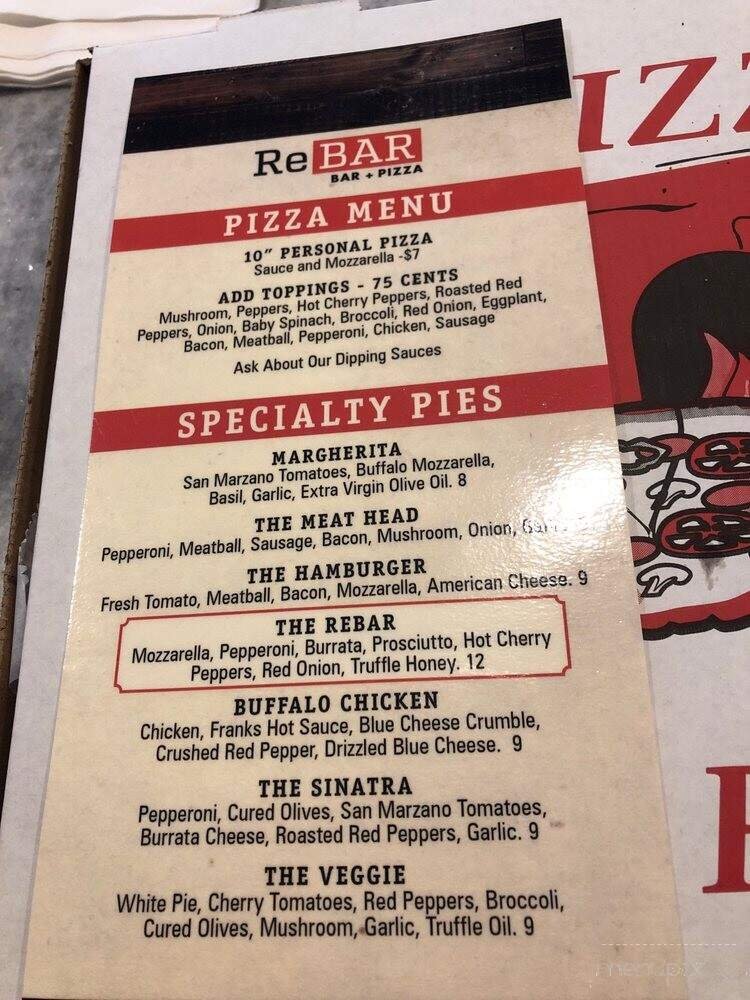 IZZ
ReBAR
BAR + PIZZA
PIZZA MENU
10" PERSONAL PIZZA
Sauce and Mozzarella -$7
ADD TOPPINGS - 75 CENTS
Mushroom, Peppers, Hot Cherry Peppers, Roasted Red
Peppers, Onion, Baby Spinach, Broccoli, Red Onion, Eggplant,
Bacon, Meatball, Pepperoni, Chicken, Sausage
Ask About Our Dipping Sauces
SPECIALTY PIES
MARGHERITA
San Marzano Tomatoes, Buffalo Mozzarella,
Basil, Garlic, Extra Virgin Olive Oil. 8
THE MEAT HEAD
Pepperoni, Meatball, Sausage, Bacon, Mushroom, Onion,
THE HAMBURGER
Fresh Tomato, Meatball, Bacon, Mozzarella, American Cheese. 9
THE REBAR
Mozzarella, Pepperoni, Burrata, Prosciutto, Hot Cherry
Peppers, Red Onion, Truffle Honey. 12
BUFFALO CHICKEN
Chicken, Franks Hot Sauce, Blue Cheese Crumble,
Crushed Red Pepper, Drizzled Blue Cheese. 9
THE SINATRA
Pepperoni, Cured Olives, San Marzano Tomatoes,
Burrata Cheese, Roasted Red Peppers, Garlic. 9
THE VEGGIE
White Pie, Cherry Tomatoes, Red Peppers, Broccoli,
Cured Olives, Mushroom, Garlic, Truffle Oil. 9